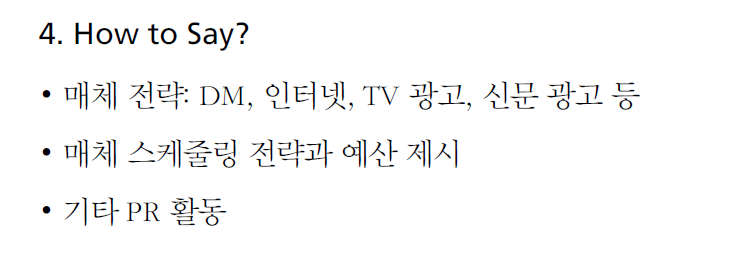 4. How to Say?
• 매체 전략: DM, 인터넷, TV 광고, 신문 광고 등
• 매체 스케줄링 전략과 예산 제시
• 기타 PR 활동